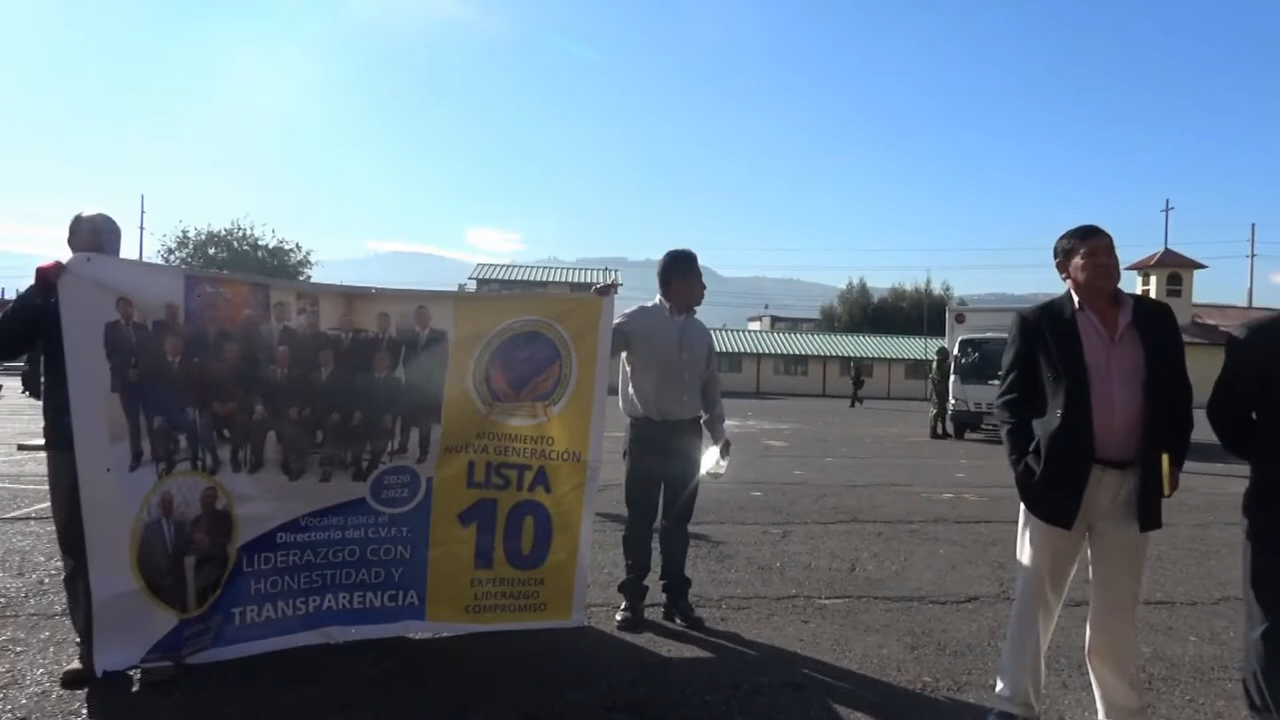 MOVIMIENTO
NUEVA GENERACIÓN
LISTA
10
EXPERIENCIA
LIDERAZGO
COMPROMISO
2020
2022
Vocales para el
Directorio del C.V.F.T.
LIDERAZGO CON
HONESTIDAD Y
TRANSPARENCIA